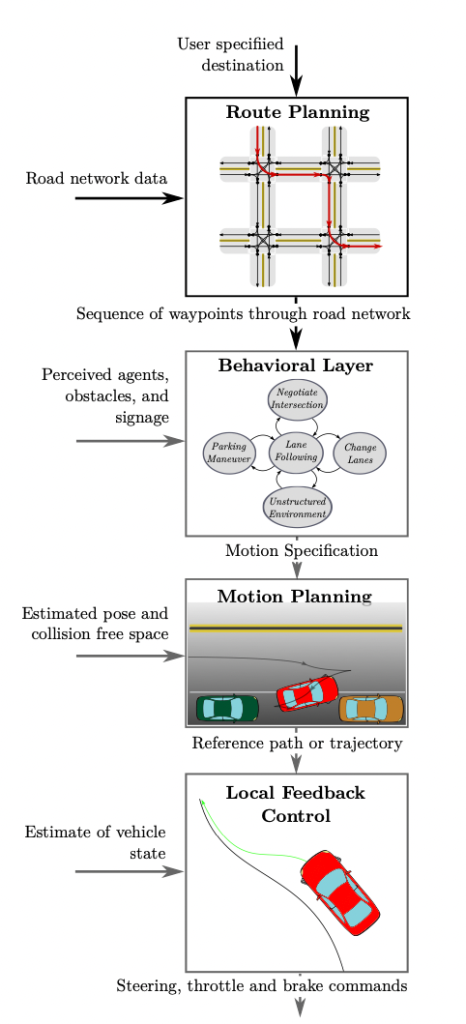 User specifiied
destination
Route Planning
Road network data
Sequence of waypoints through road network
Behavioral Layer
Perceived agents,
obstacles, and
signage
Negotiate
Intersection
Parking
Maneuver
Lane
Following
Change
Lanes
Unstructured
Environment
Motion Specification
Motion Planning
Estimated pose and
collision free space
Reference path or trajectory
Local Feedback
Control
Estimate of vehicle
state
Steering, throttle and brake commands